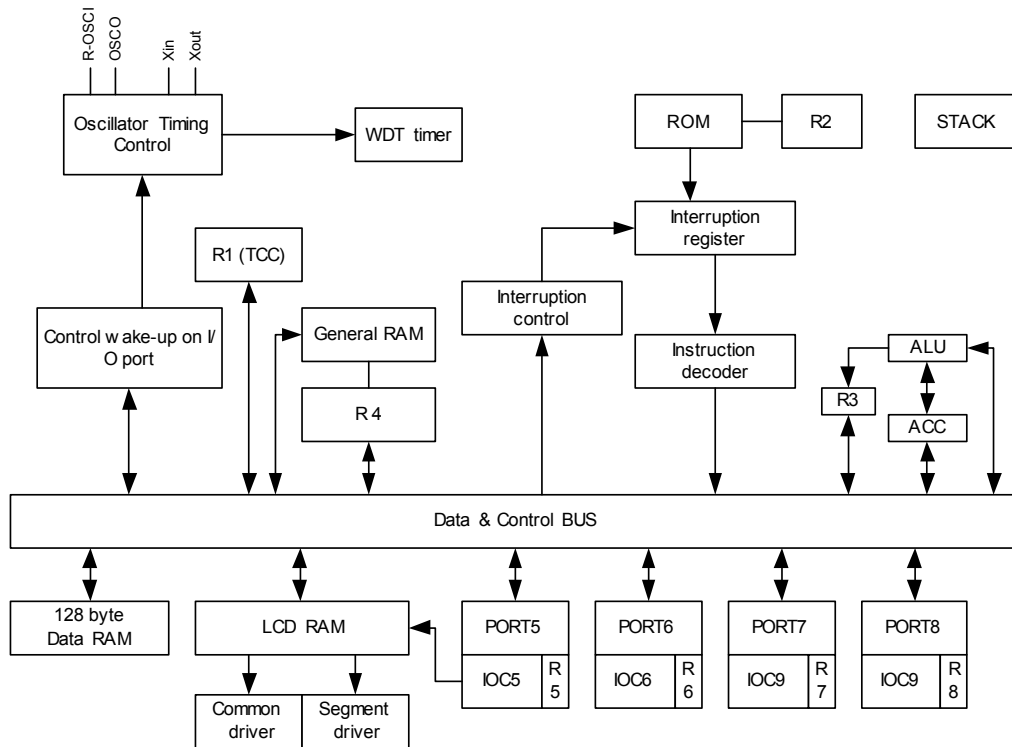 R-OSCI
OSCO
Xin
Xout
Oscillator Timing
Control
WDT timer
ROM
R2
STACK
Interruption
register
R1 (TCC)
Interruption
control
Control wake-up on I/
O port
General RAM
Instruction
decoder
ALU
R3
R 4
ACC
Data & Control BUS
128 byte
Data RAM
LCD RAM
PORT5
PORT6
PORT7
PORT8
IOC5
R
5
IOC6
R
6
IOC9
R
7
IOC9
R
8
Common
driver
Segment
driver